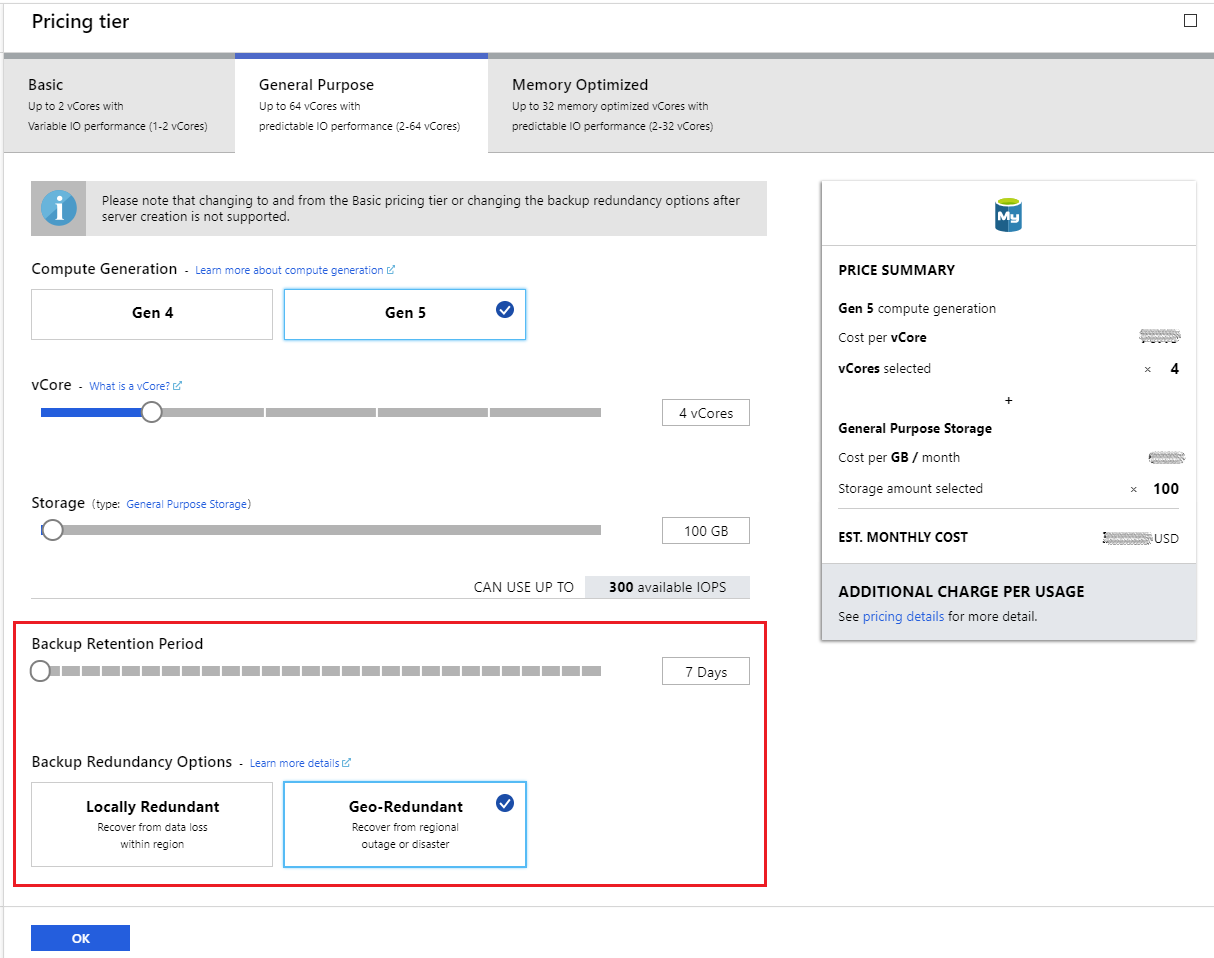 Pricing tier
Basic
Up to 2 vCores with
Variable IO performance (1-2 vCores)
General Purpose
Up to 64 vCores with
predictable IO performance (2-64 vCores)
Memory Optimized
Up to 32 memory optimized vCores with
predictable IO performance (2-32 vCores)
Please note that changing to and from the Basic pricing tier or changing the backup redundancy options after
server creation is not supported.
Compute Generation - Learn more about compute generation
Gen 4
Gen 5
vCore - What is a vCore?
4 vCores
Storage (type: General Purpose Storage)
100 GB
CAN USE UP TO 300 available IOPS
Backup Retention Period
7 Days
Backup Redundancy Options - Learn more details
Locally Redundant
Recover from data loss
within region
Geo-Redundant
Recover from regional
outage or disaster
OK
My
PRICE SUMMARY
Gen 5 compute generation
Cost per vCore
vCores selected × 4
+
General Purpose Storage
Cost per GB / month
Storage amount selected × 100
EST. MONTHLY COST USD
ADDITIONAL CHARGE PER USAGE
See pricing details for more detail.